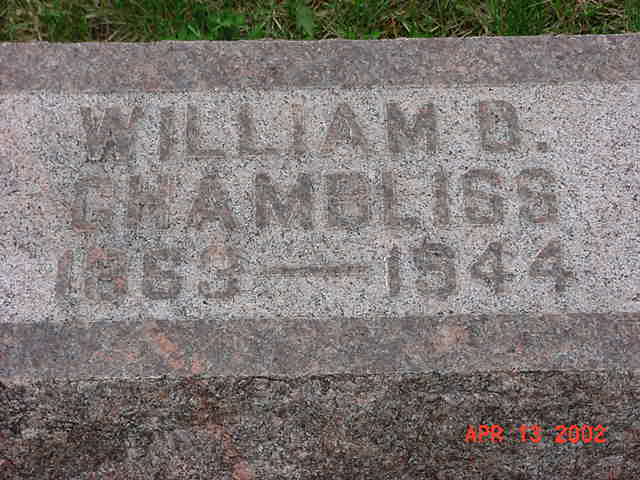 WILLIAM B.
CHAMBLISS
1863 — 1944
APR 13 2002